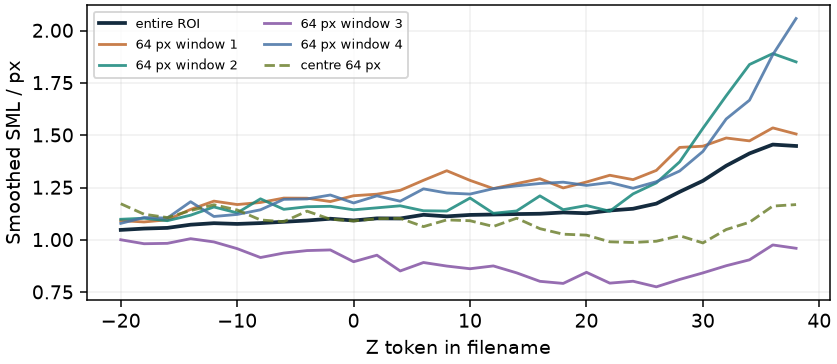 entire ROI
64 px window 1
64 px window 2
64 px window 3
64 px window 4
centre 64 px
Smoothed SML / px
2.00
1.75
1.50
1.25
1.00
0.75
−20
−10
0
10
20
30
40
Z token in filename